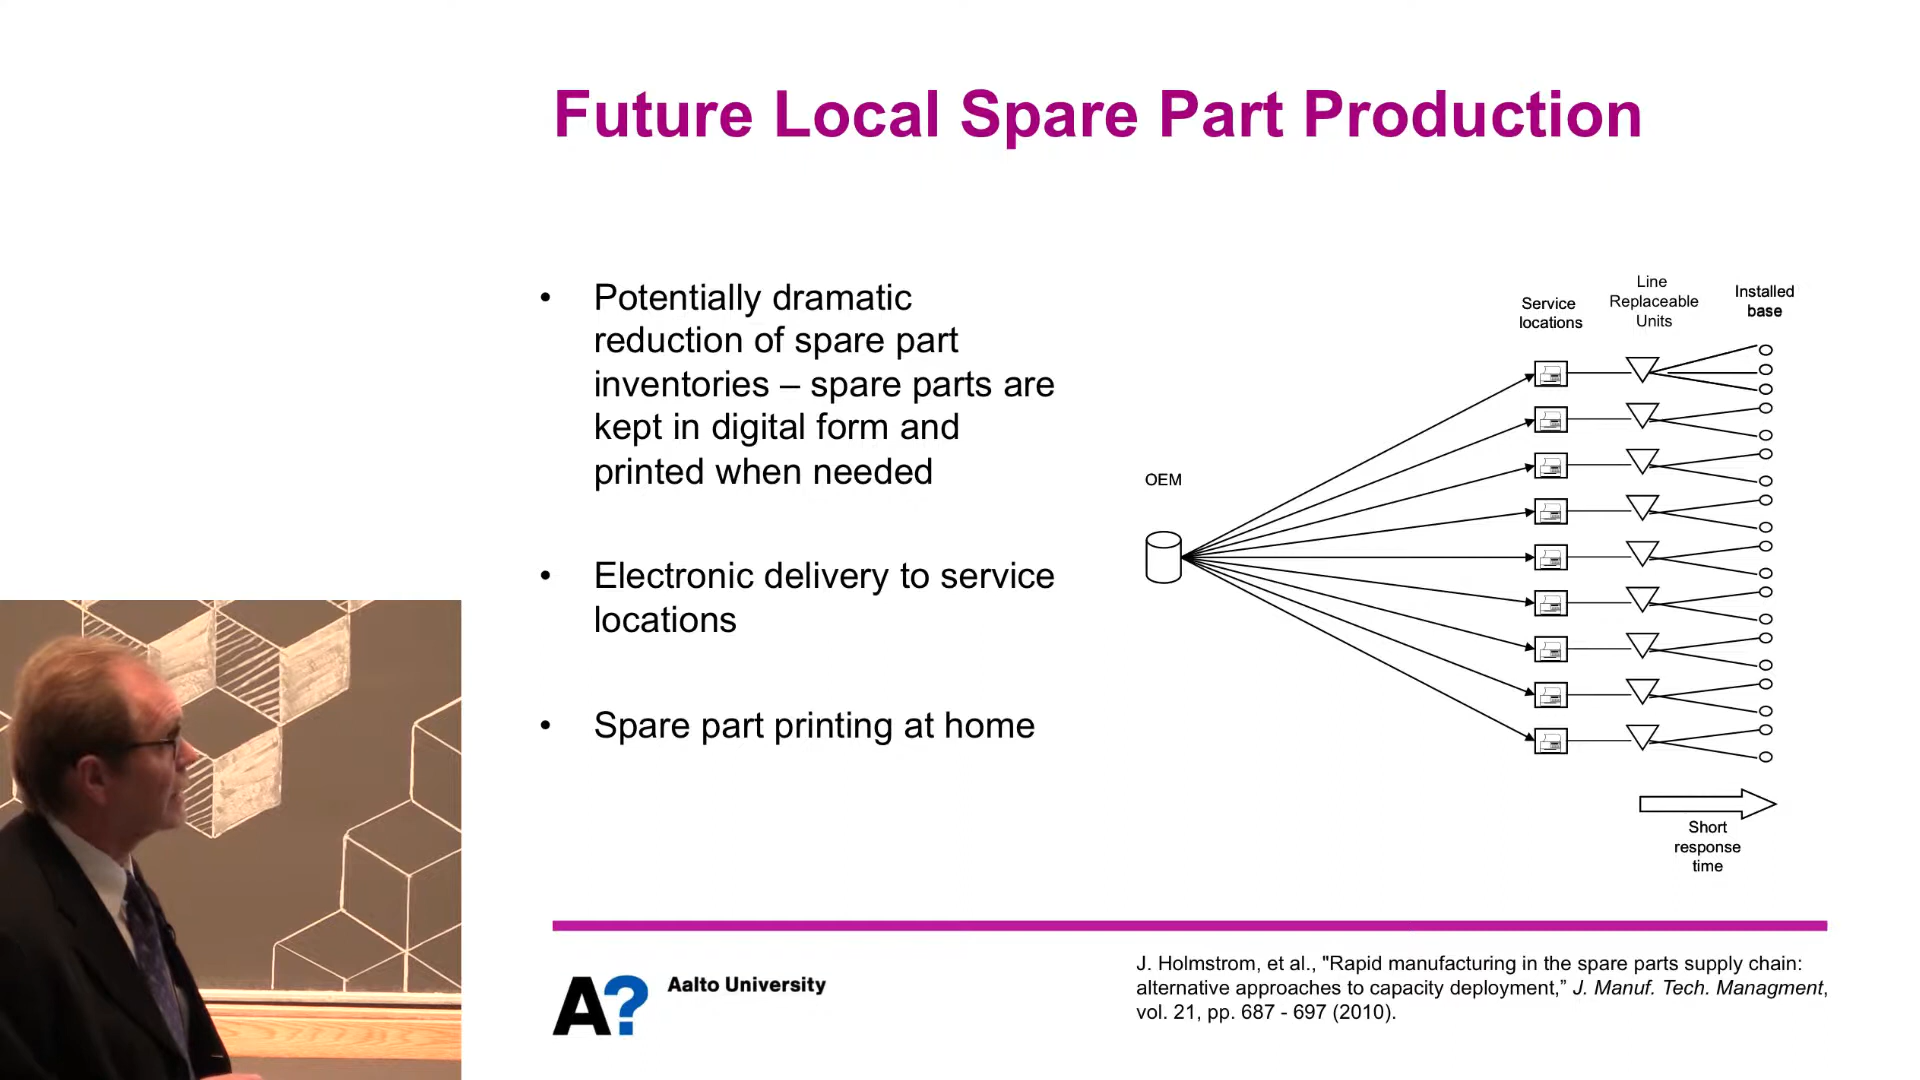 Future Local Spare Part Production
• Potentially dramatic
reduction of spare part
inventories – spare parts are
kept in digital form and
printed when needed
• Electronic delivery to service
locations
• Spare part printing at home
OEM
Service
locations
Line
Replaceable
Units
Installed
base
Short
response
time
A? Aalto University
J. Holmstrom, et al., "Rapid manufacturing in the spare parts supply chain:
alternative approaches to capacity deployment,” J. Manuf. Tech. Managment,
vol. 21, pp. 687 - 697 (2010).